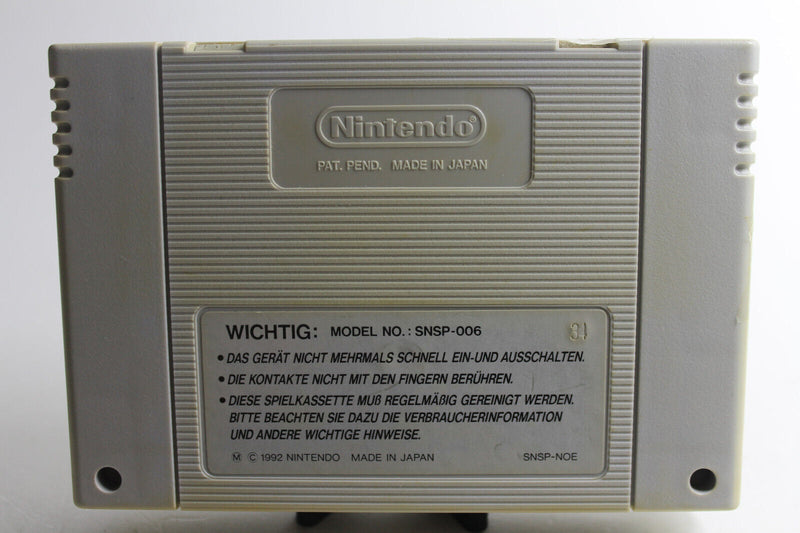 Nintendo®
PAT. PEND. MADE IN JAPAN
WICHTIG: MODEL NO.: SNSP-006 34
• DAS GERÄT NICHT MEHRMALS SCHNELL EIN-UND AUSSCHALTEN.
• DIE KONTAKTE NICHT MIT DEN FINGERN BERÜHREN.
• DIESE SPIELKASSETTE MUß REGELMÄßIG GEREINIGT WERDEN.
BITTE BEACHTEN SIE DAZU DIE VERBRAUCHERINFORMATION
UND ANDERE WICHTIGE HINWEISE.
Ⓜ © 1992 NINTENDO MADE IN JAPAN SNSP-NOE